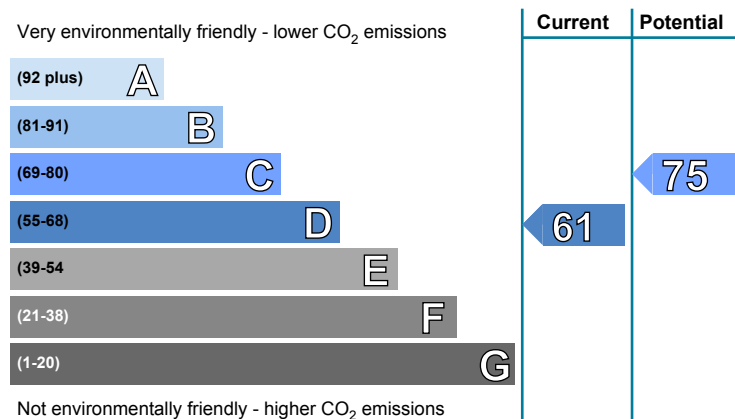 Very environmentally friendly - lower CO₂ emissions
Current
Potential
(92 plus) A
(81-91) B
(69-80) C
75
(55-68) D
61
(39-54 E
(21-38) F
(1-20) G
Not environmentally friendly - higher CO₂ emissions